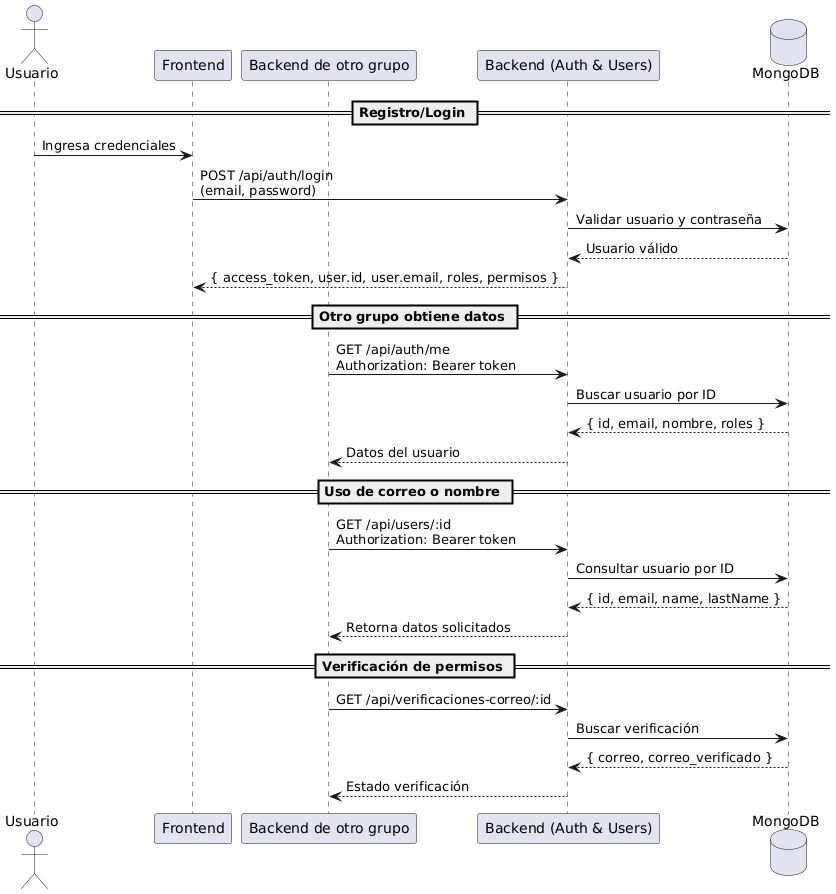 Usuario
Frontend
Backend de otro grupo
Backend (Auth & Users)
MongoDB
Registro/Login
Ingresa credenciales
POST /api/auth/login
(email, password)
Validar usuario y contraseña
Usuario válido
{ access_token, user.id, user.email, roles, permisos }
Otro grupo obtiene datos
GET /api/auth/me
Authorization: Bearer token
Buscar usuario por ID
{ id, email, nombre, roles }
Datos del usuario
Uso de correo o nombre
GET /api/users/:id
Authorization: Bearer token
Consultar usuario por ID
{ id, email, name, lastName }
Retorna datos solicitados
Verificación de permisos
GET /api/verificaciones-correo/:id
Buscar verificación
{ correo, correo_verificado }
Estado verificación
Usuario
Frontend
Backend de otro grupo
Backend (Auth & Users)
MongoDB